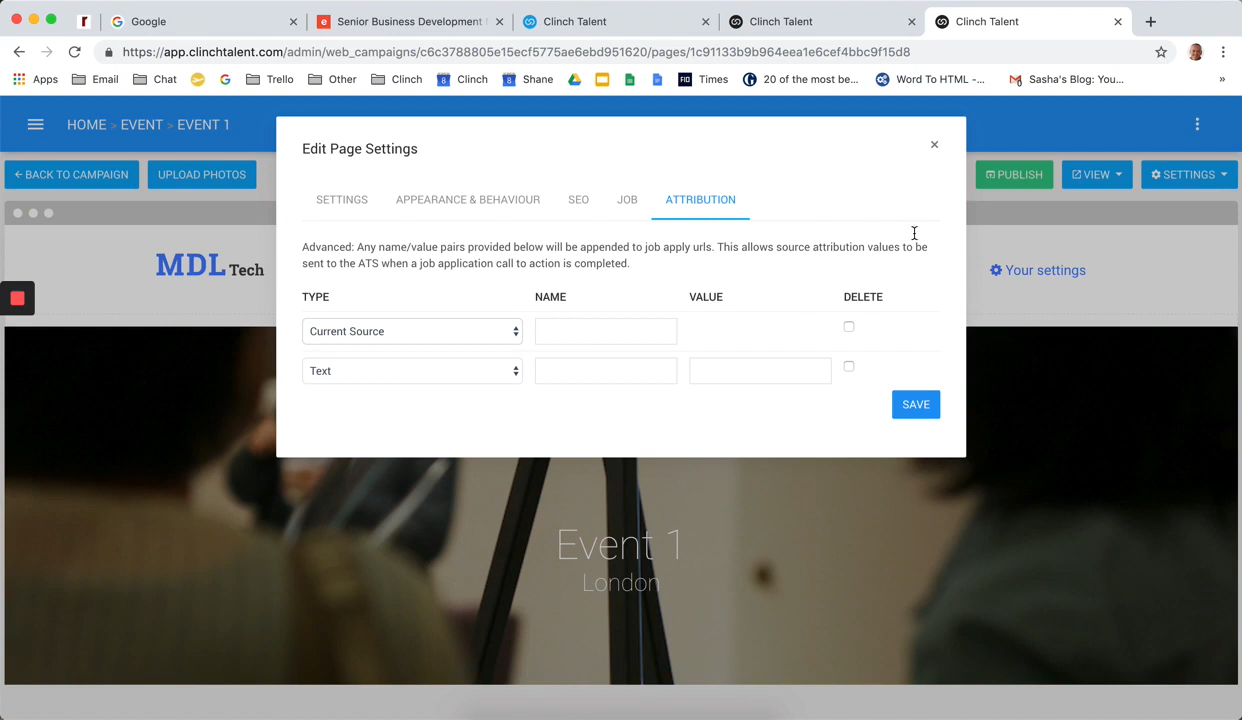 Google
Senior Business Development
Clinch Talent
Clinch Talent
Clinch Talent
https://app.clinchtalent.com/admin/web_campaigns/c6c3788805e15ecf5775ae6ebd951620/pages/1c91133b9b964eea1e6cef4bbc9f15d8
Apps Email Chat Trello Other Clinch 8 Clinch 8 Shane FIO Times 20 of the most be... Word To HTML -... Sasha's Blog: You... »
HOME > EVENT > EVENT 1
BACK TO CAMPAIGN UPLOAD PHOTOS PUBLISH VIEW SETTINGS
Edit Page Settings ×
SETTINGS APPEARANCE & BEHAVIOUR SEO JOB ATTRIBUTION
Advanced: Any name/value pairs provided below will be appended to job apply urls. This allows source attribution values to be
sent to the ATS when a job application call to action is completed.
TYPE NAME VALUE DELETE
Current Source
Text
SAVE
MDL Tech
Your settings
Event 1
London